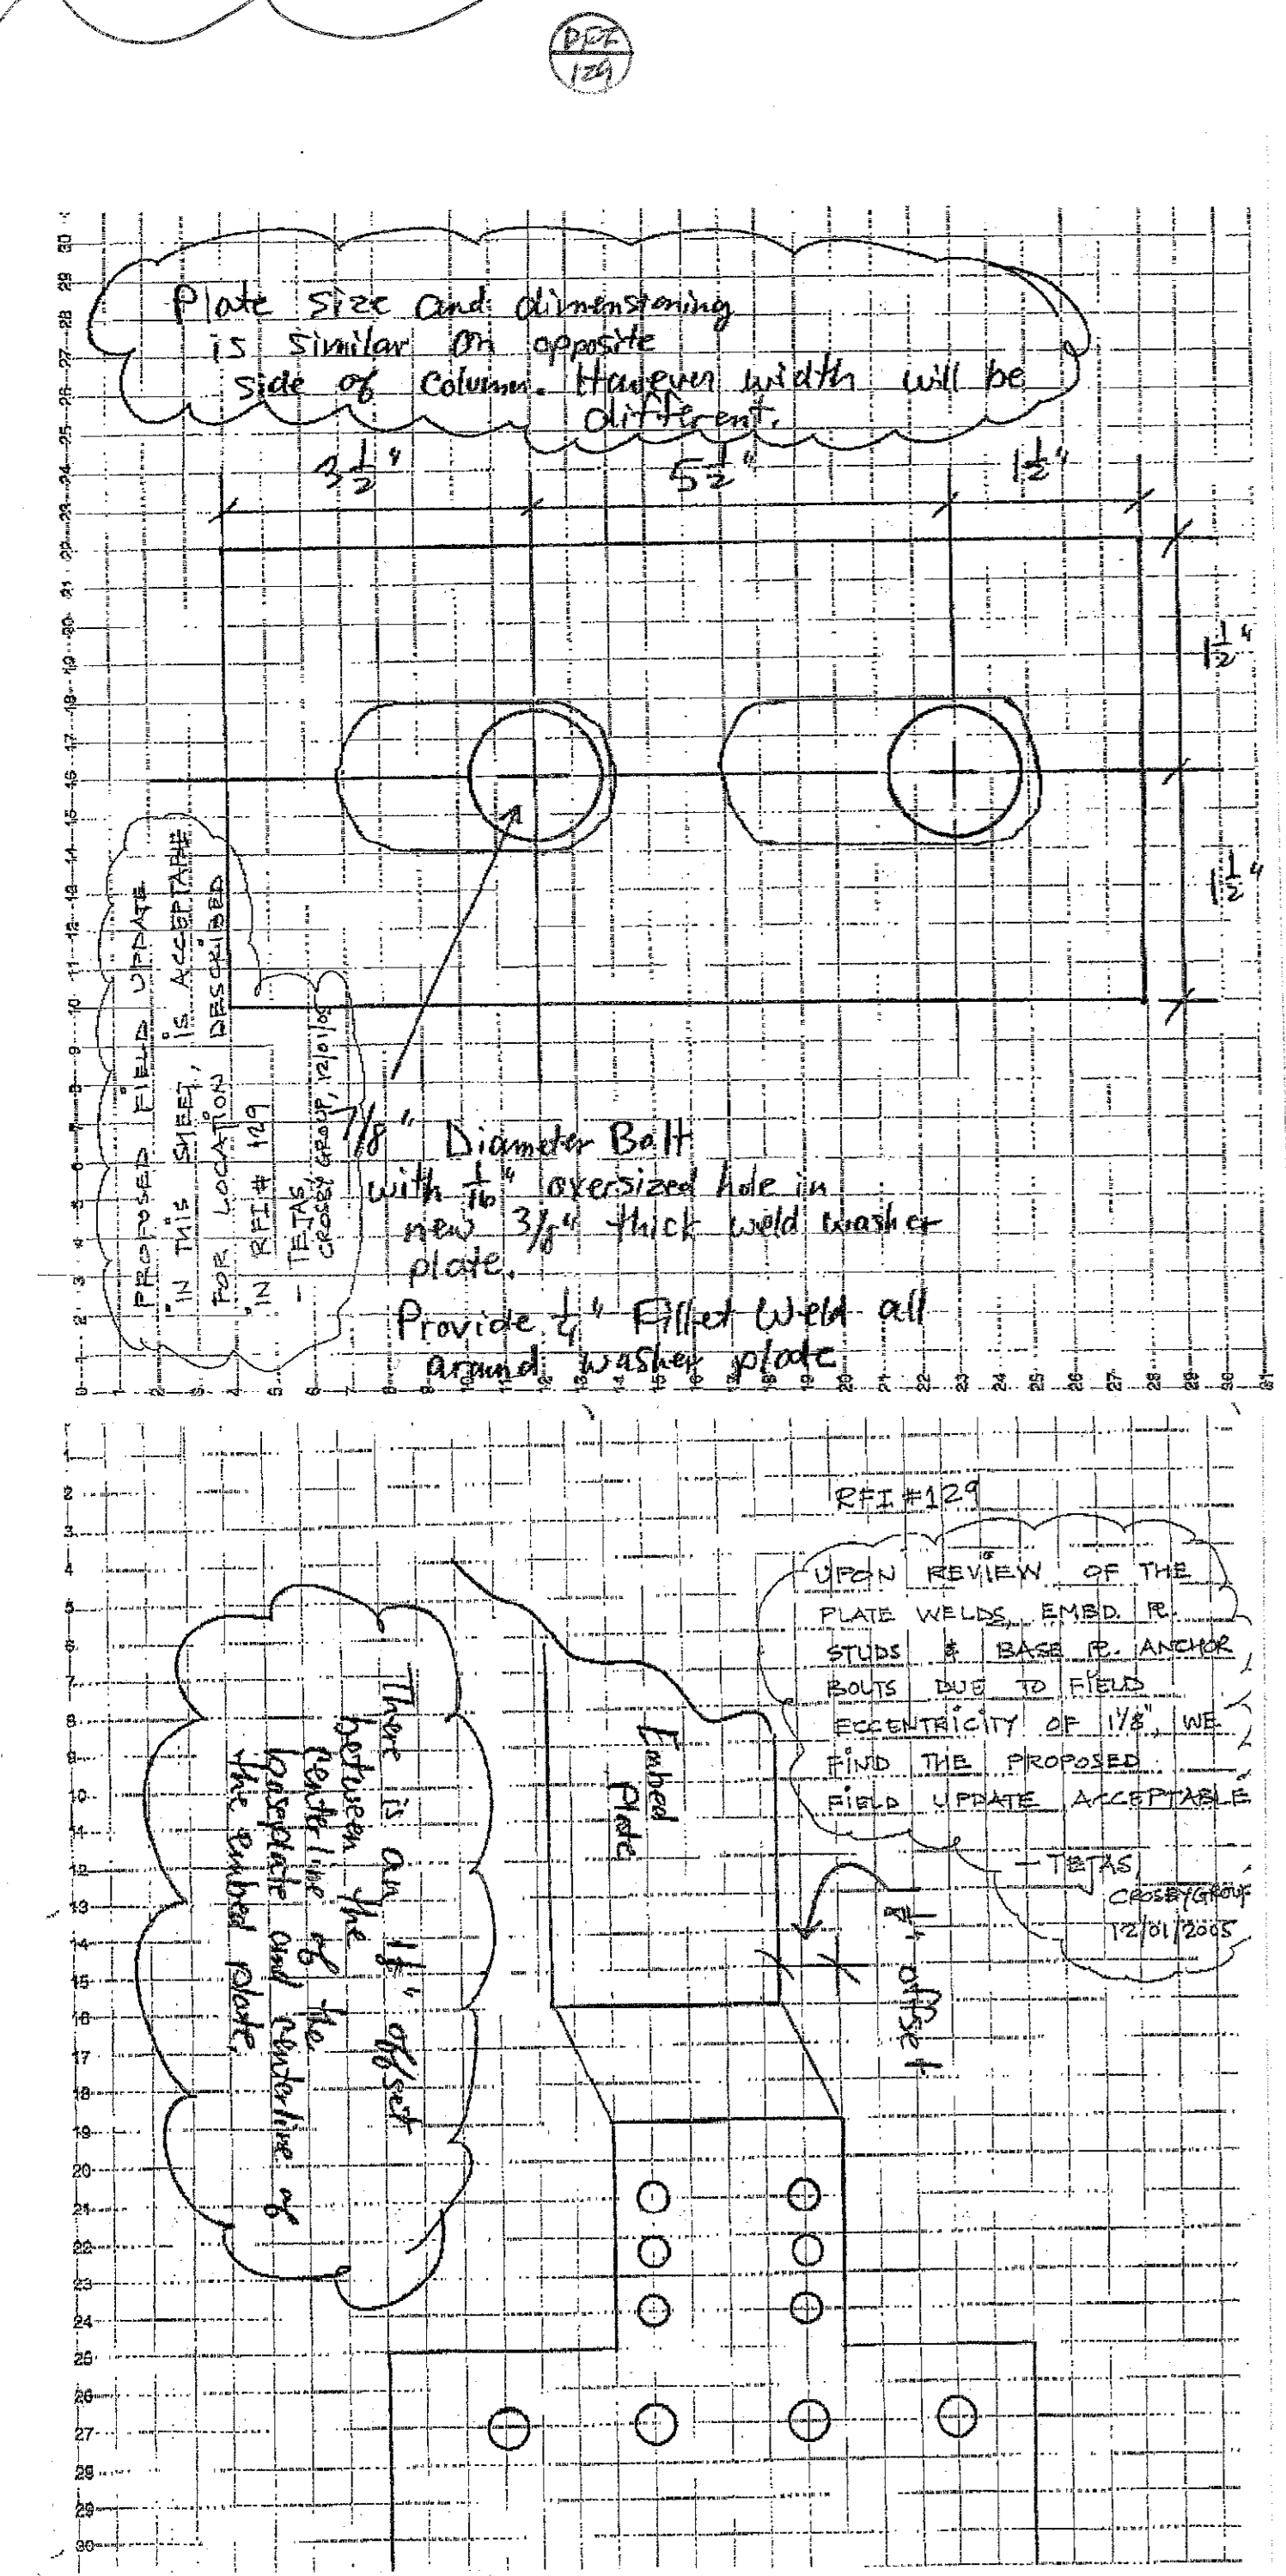 RFI
129
Plate size and dimensioning
is similar on opposite
side of column. However width will be
different.
3 1/2" 5 1/2" 1 1/2"
1 1/2"
1 1/2"
PROPOSED FIELD UPDATE
IN THIS SHEET, IS ACCEPTABLE
FOR LOCATION DESCRIBED
IN RFI# 129
- TETAS,
CROSBY GROUP, 12/01/05
7/8" Diameter Bolt
with 1/16" oversized hole in
new 3/8" thick weld washer
plate.
Provide 1/4" Fillet Weld all
around washer plate
RFI #129
UPON REVIEW OF THE
PLATE WELDS, EMBD. PL.
STUDS & BASE PL. ANCHOR
BOLTS DUE TO FIELD
ECCENTRICITY OF 1 1/8", WE
FIND THE PROPOSED
FIELD UPDATE ACCEPTABLE
- TETAS,
CROSBY GROUP
12/01/2005
There is an 1 1/8" offset
between the
centerline of the
baseplate and centerline of
the embed plate.
Embed
Plate
1 1/8" offset